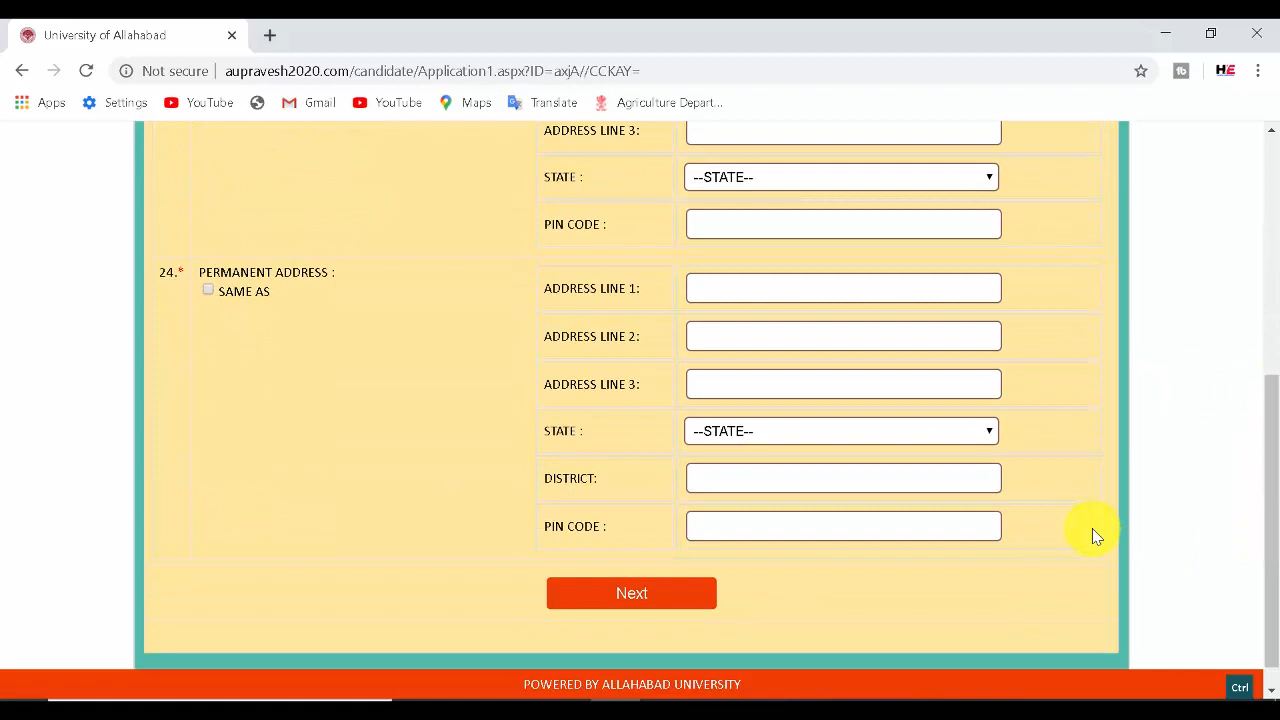 University of Allahabad
Not secure
aupravesh2020.com/candidate/Application1.aspx?ID=axjA//CCKAY=
HE
Apps
Settings
YouTube
Gmail
YouTube
Maps
Translate
Agriculture Depart...
ADDRESS LINE 3:
STATE :
--STATE--
PIN CODE :
24.*
PERMANENT ADDRESS :
SAME AS
ADDRESS LINE 1:
ADDRESS LINE 2:
ADDRESS LINE 3:
STATE :
--STATE--
DISTRICT:
PIN CODE :
Next
POWERED BY ALLAHABAD UNIVERSITY
Ctrl